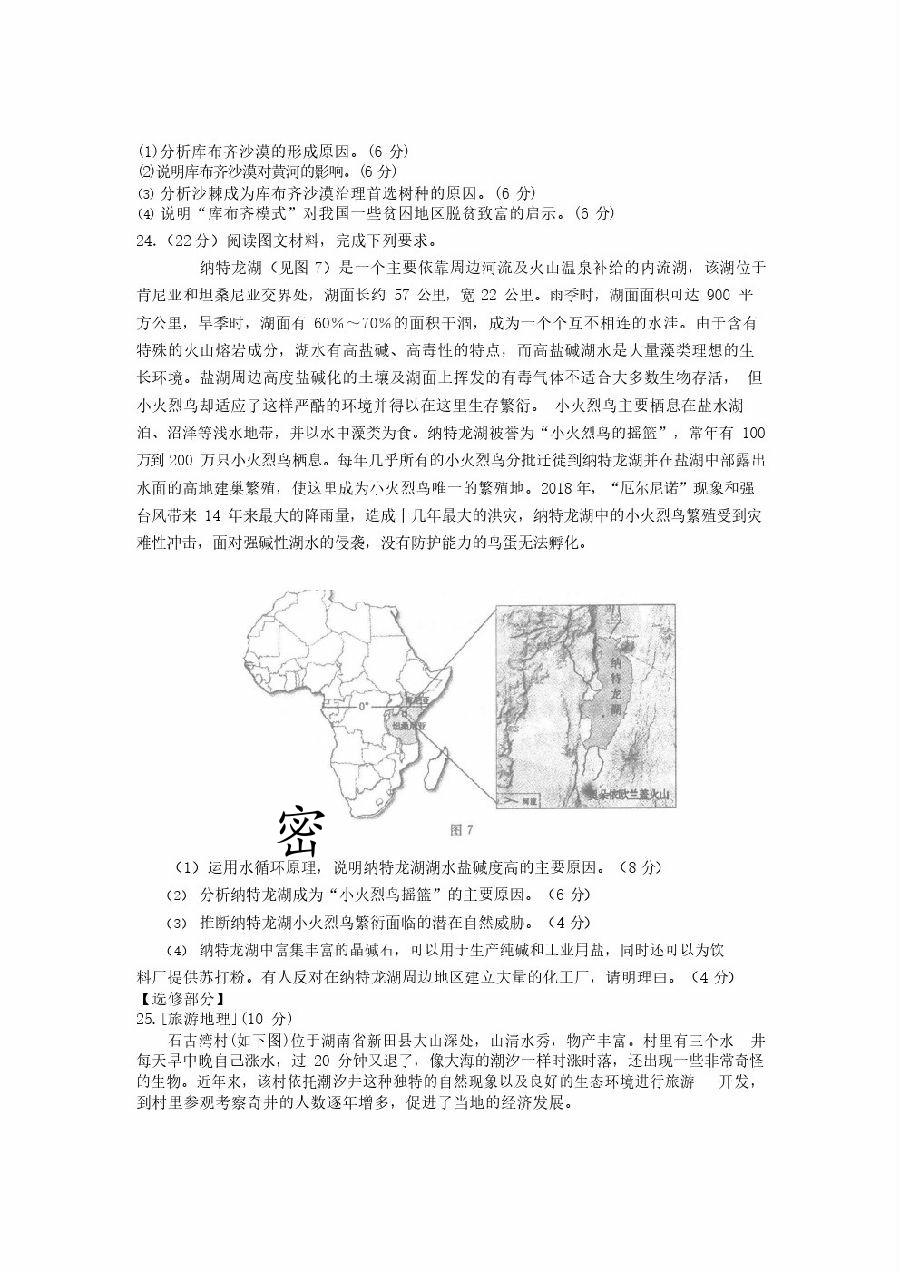 (1)分析库布齐沙漠的形成原因。(6 分)
(2)说明库布齐沙漠对黄河的影响。(6分)
(3) 分析沙棘成为库布齐沙漠治理首选树种的原因。(6 分)
(4) 说明“库布齐模式”对我国一些贫困地区脱贫致富的启示。(6 分)
24.（22分）阅读图文材料，完成下列要求。
纳特龙湖（见图 7）是一个主要依靠周边河流及火山温泉补给的内流湖，该湖位于
肯尼亚和坦桑尼亚交界处，湖面长约 57 公里，宽 22 公里。雨季时，湖面面积可达 900 平
方公里，旱季时，湖面有 60%～70%的面积干涸，成为一个个互不相连的水洼。由于含有
特殊的火山熔岩成分，湖水有高盐碱、高毒性的特点，而高盐碱湖水是大量藻类理想的生
长环境。盐湖周边高度盐碱化的土壤及湖面上挥发的有毒气体不适合大多数生物存活， 但
小火烈鸟却适应了这样严酷的环境并得以在这里生存繁衍。 小火烈鸟主要栖息在盐水湖
泊、沼泽等浅水地带，并以水中藻类为食。纳特龙湖被誉为“小火烈鸟的摇篮”，常年有 100
万到 200 万只小火烈鸟栖息。每年几乎所有的小火烈鸟分批迁徙到纳特龙湖并在盐湖中部露出
水面的高地建巢繁殖，使这里成为小火烈鸟唯一的繁殖地。2018年，“厄尔尼诺”现象和强
台风带来 14 年来最大的降雨量，造成十几年最大的洪灾，纳特龙湖中的小火烈鸟繁殖受到灾
难性冲击，面对强碱性湖水的侵袭，没有防护能力的鸟蛋无法孵化。
0°
坦桑尼亚
纳特龙湖
河流
图 7
密
（1）运用水循环原理，说明纳特龙湖湖水盐碱度高的主要原因。（8 分）
（2） 分析纳特龙湖成为“小火烈鸟摇篮”的主要原因。（6 分）
（3） 推断纳特龙湖小火烈鸟繁衍面临的潜在自然威胁。（4 分）
（4） 纳特龙湖中富集丰富的晶碱石，可以用于生产纯碱和工业用盐，同时还可以为饮
料厂提供苏打粉。有人反对在纳特龙湖周边地区建立大量的化工厂，请明理由。（4 分）
【选修部分】
25.[旅游地理](10 分)
石古湾村(如下图)位于湖南省新田县大山深处，山清水秀，物产丰富。村里有三个水 井
每天早中晚自己涨水，过 20 分钟又退了，像大海的潮汐一样时涨时落，还出现一些非常奇怪
的生物。近年来，该村依托潮汐井这种独特的自然现象以及良好的生态环境进行旅游 开发，
到村里参观考察奇井的人数逐年增多，促进了当地的经济发展。